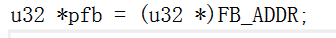 u32 *pfb = (u32 *)FB_ADDR;